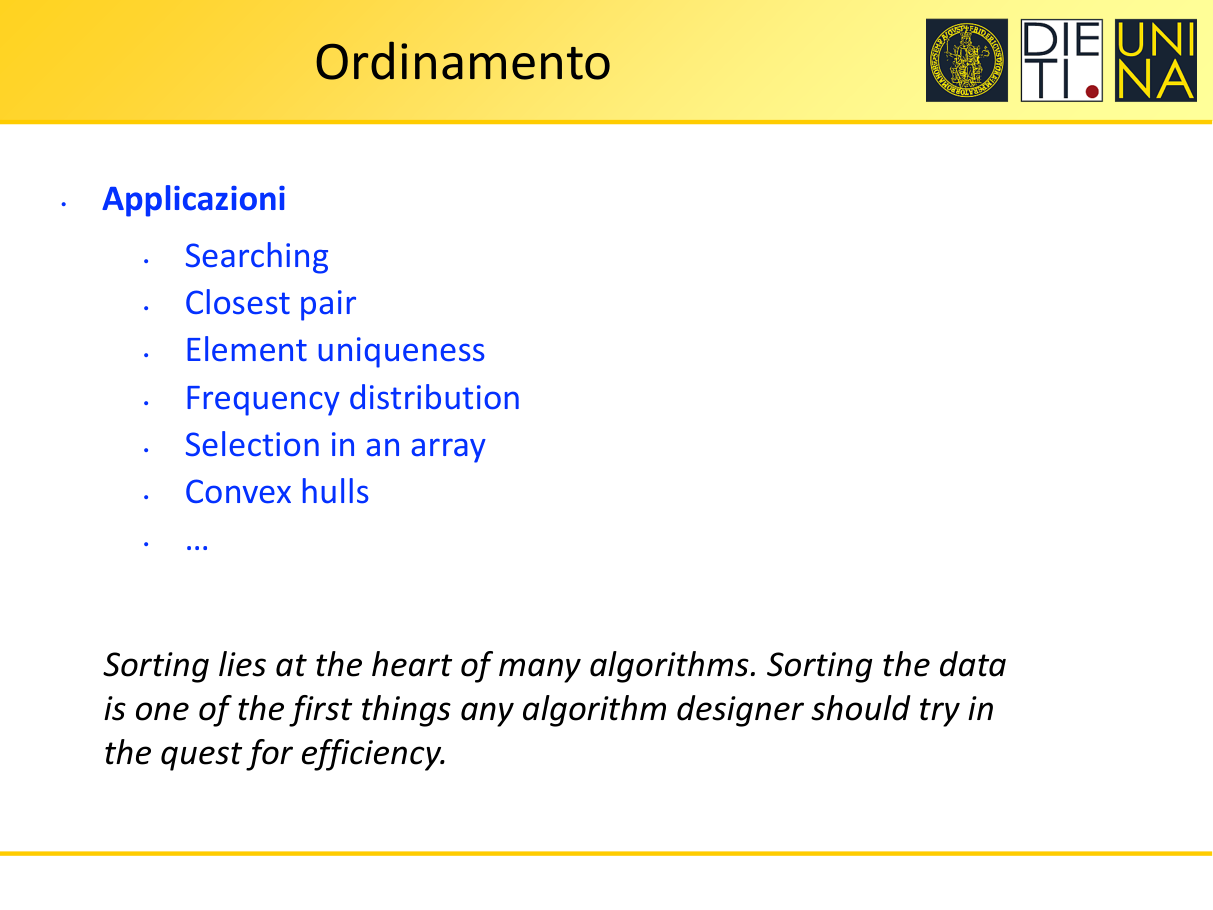 Ordinamento
DIE
TI.
UNI
NA
• Applicazioni
• Searching
• Closest pair
• Element uniqueness
• Frequency distribution
• Selection in an array
• Convex hulls
• …
Sorting lies at the heart of many algorithms. Sorting the data
is one of the first things any algorithm designer should try in
the quest for efficiency.